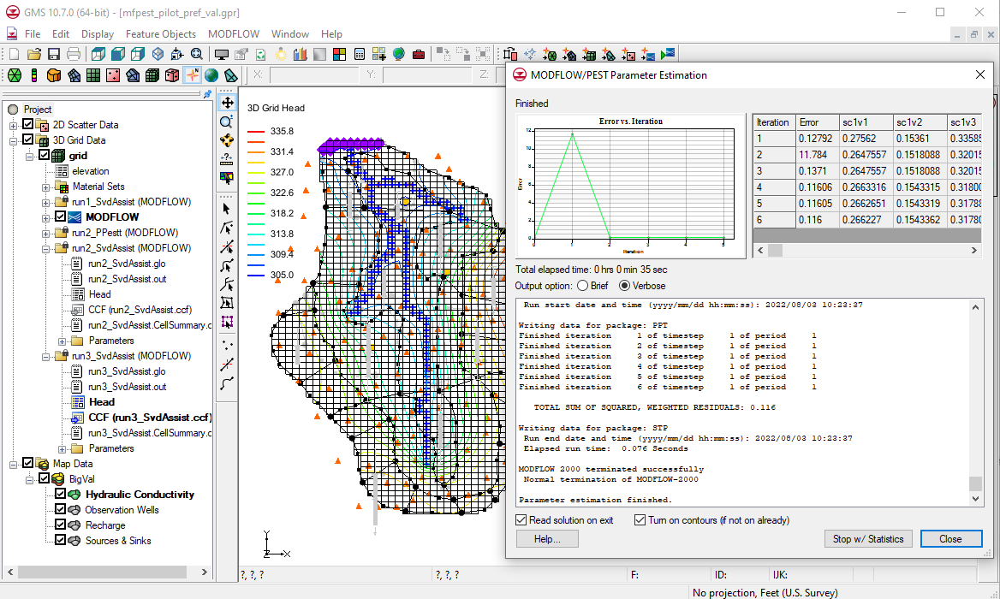 GMS 10.7.0 (64-bit) - [mfpest_pilot_pref_val.gpr]
File Edit Display Feature Objects MODFLOW Window Help
X: Y: Z:
Project
2D Scatter Data
3D Grid Data
grid
elevation
Material Sets
run1_SvdAssist (MODFLOW)
MODFLOW
run2_PPestt (MODFLOW)
run2_SvdAssist (MODFLOW)
run2_SvdAssist.glo
run2_SvdAssist.out
Head
CCF (run2_SvdAssist.ccf)
run2_SvdAssist.CellSummary.c
Parameters
run3_SvdAssist (MODFLOW)
run3_SvdAssist.glo
run3_SvdAssist.out
Head
CCF (run3_SvdAssist.ccf)
run3_SvdAssist.CellSummary.c
Parameters
Map Data
BigVal
Hydraulic Conductivity
Observation Wells
Recharge
Sources & Sinks
3D Grid Head
335.8
331.4
327.0
322.6
318.2
313.8
309.4
305.0
Y
Z X
MODFLOW/PEST Parameter Estimation
Finished
Error vs. Iteration
Error
12
10
8
6
4
2
0
0 1 2 3 4 5
Iteration
Iteration Error sc1v1 sc1v2 sc1v3
1 0.12792 0.27562 0.15361 0.33585
2 11.784 0.2647557 0.1518088 0.32015
3 0.1371 0.2647557 0.1518088 0.32015
4 0.11606 0.2663316 0.1543315 0.31800
5 0.11605 0.2662651 0.1543319 0.31788
6 0.116 0.266227 0.1543362 0.31780
Total elapsed time: 0 hrs 0 min 35 sec
Output option: Brief Verbose
Run start date and time (yyyy/mm/dd hh:mm:ss): 2022/08/03 10:23:37
Writing data for package: PPT
Finished iteration 1 of timestep 1 of period 1
Finished iteration 2 of timestep 1 of period 1
Finished iteration 3 of timestep 1 of period 1
Finished iteration 4 of timestep 1 of period 1
Finished iteration 5 of timestep 1 of period 1
Finished iteration 6 of timestep 1 of period 1
TOTAL SUM OF SQUARED, WEIGHTED RESIDUALS: 0.116
Writing data for package: STP
Run end date and time (yyyy/mm/dd hh:mm:ss): 2022/08/03 10:23:37
Elapsed run time: 0.076 Seconds
MODFLOW 2000 terminated successfully
Normal termination of MODFLOW-2000
Parameter estimation finished.
Read solution on exit Turn on contours (if not on already)
Help... Stop w/ Statistics Close
?, ?, ? ?, ?, ? F: ID: IJK:
No projection, Feet (U.S. Survey)